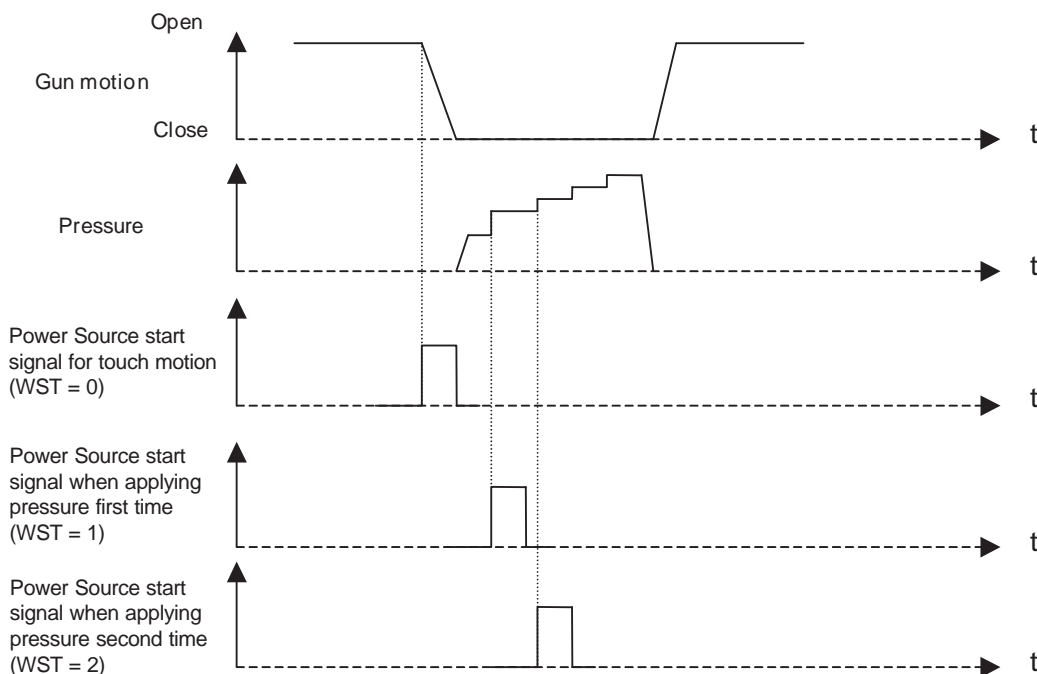 Open
Gun motion
Close
t
Pressure
t
Power Source start
signal for touch motion
(WST = 0)
t
Power Source start
signal when applying
pressure first time
(WST = 1)
t
Power Source start
signal when applying
pressure second time
(WST = 2)
t